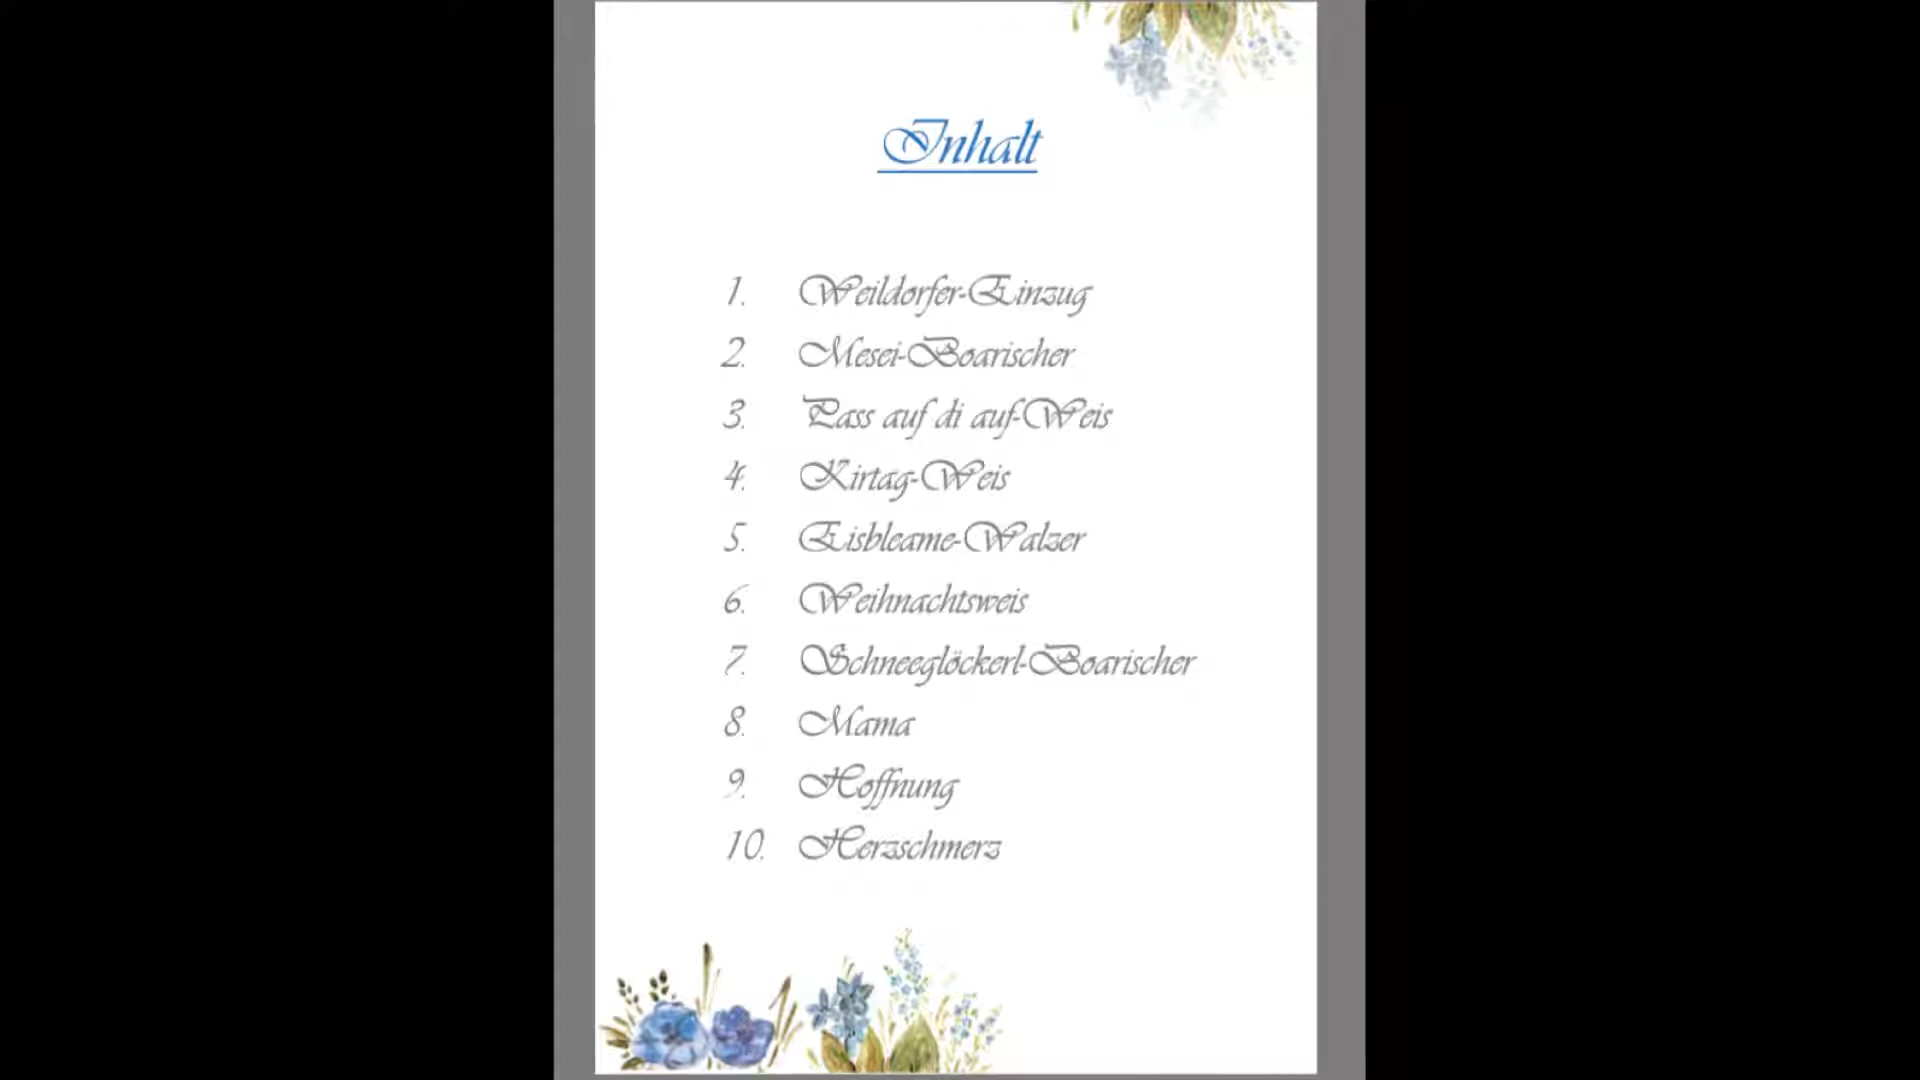 Inhalt
1. Weildorfer-Einzug
2. Mesei-Boarischer
3. Pass auf di auf-Weis
4. Kirtag-Weis
5. Eisbleame-Walzer
6. Weihnachtsweis
7. Schneeglöckerl-Boarischer
8. Mama
9. Hoffnung
10. Herzschmerz